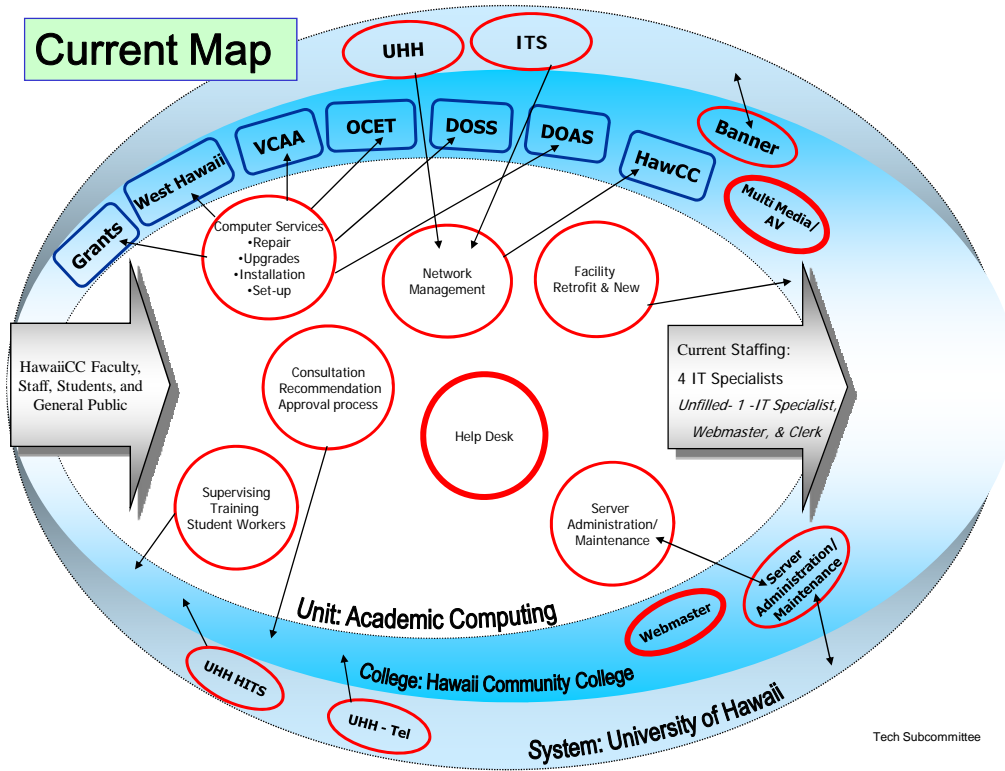 Current Map
UHH
ITS
Banner
Multi Media/
AV
Grants
West Hawaii
VCAA
OCET
DOSS
DOAS
HawCC
Computer Services
•Repair
•Upgrades
•Installation
•Set-up
Network
Management
Facility
Retrofit & New
HawaiiCC Faculty,
Staff, Students, and
General Public
Consultation
Recommendation
Approval process
Help Desk
Current Staffing:
4 IT Specialists
Unfilled- 1 -IT Specialist,
Webmaster, & Clerk
Supervising
Training
Student Workers
Server
Administration/
Maintenance
Server
Administration/
Maintenance
Webmaster
Unit: Academic Computing
College: Hawaii Community College
System: University of Hawaii
UHH HITS
UHH - Tel
Tech Subcommittee